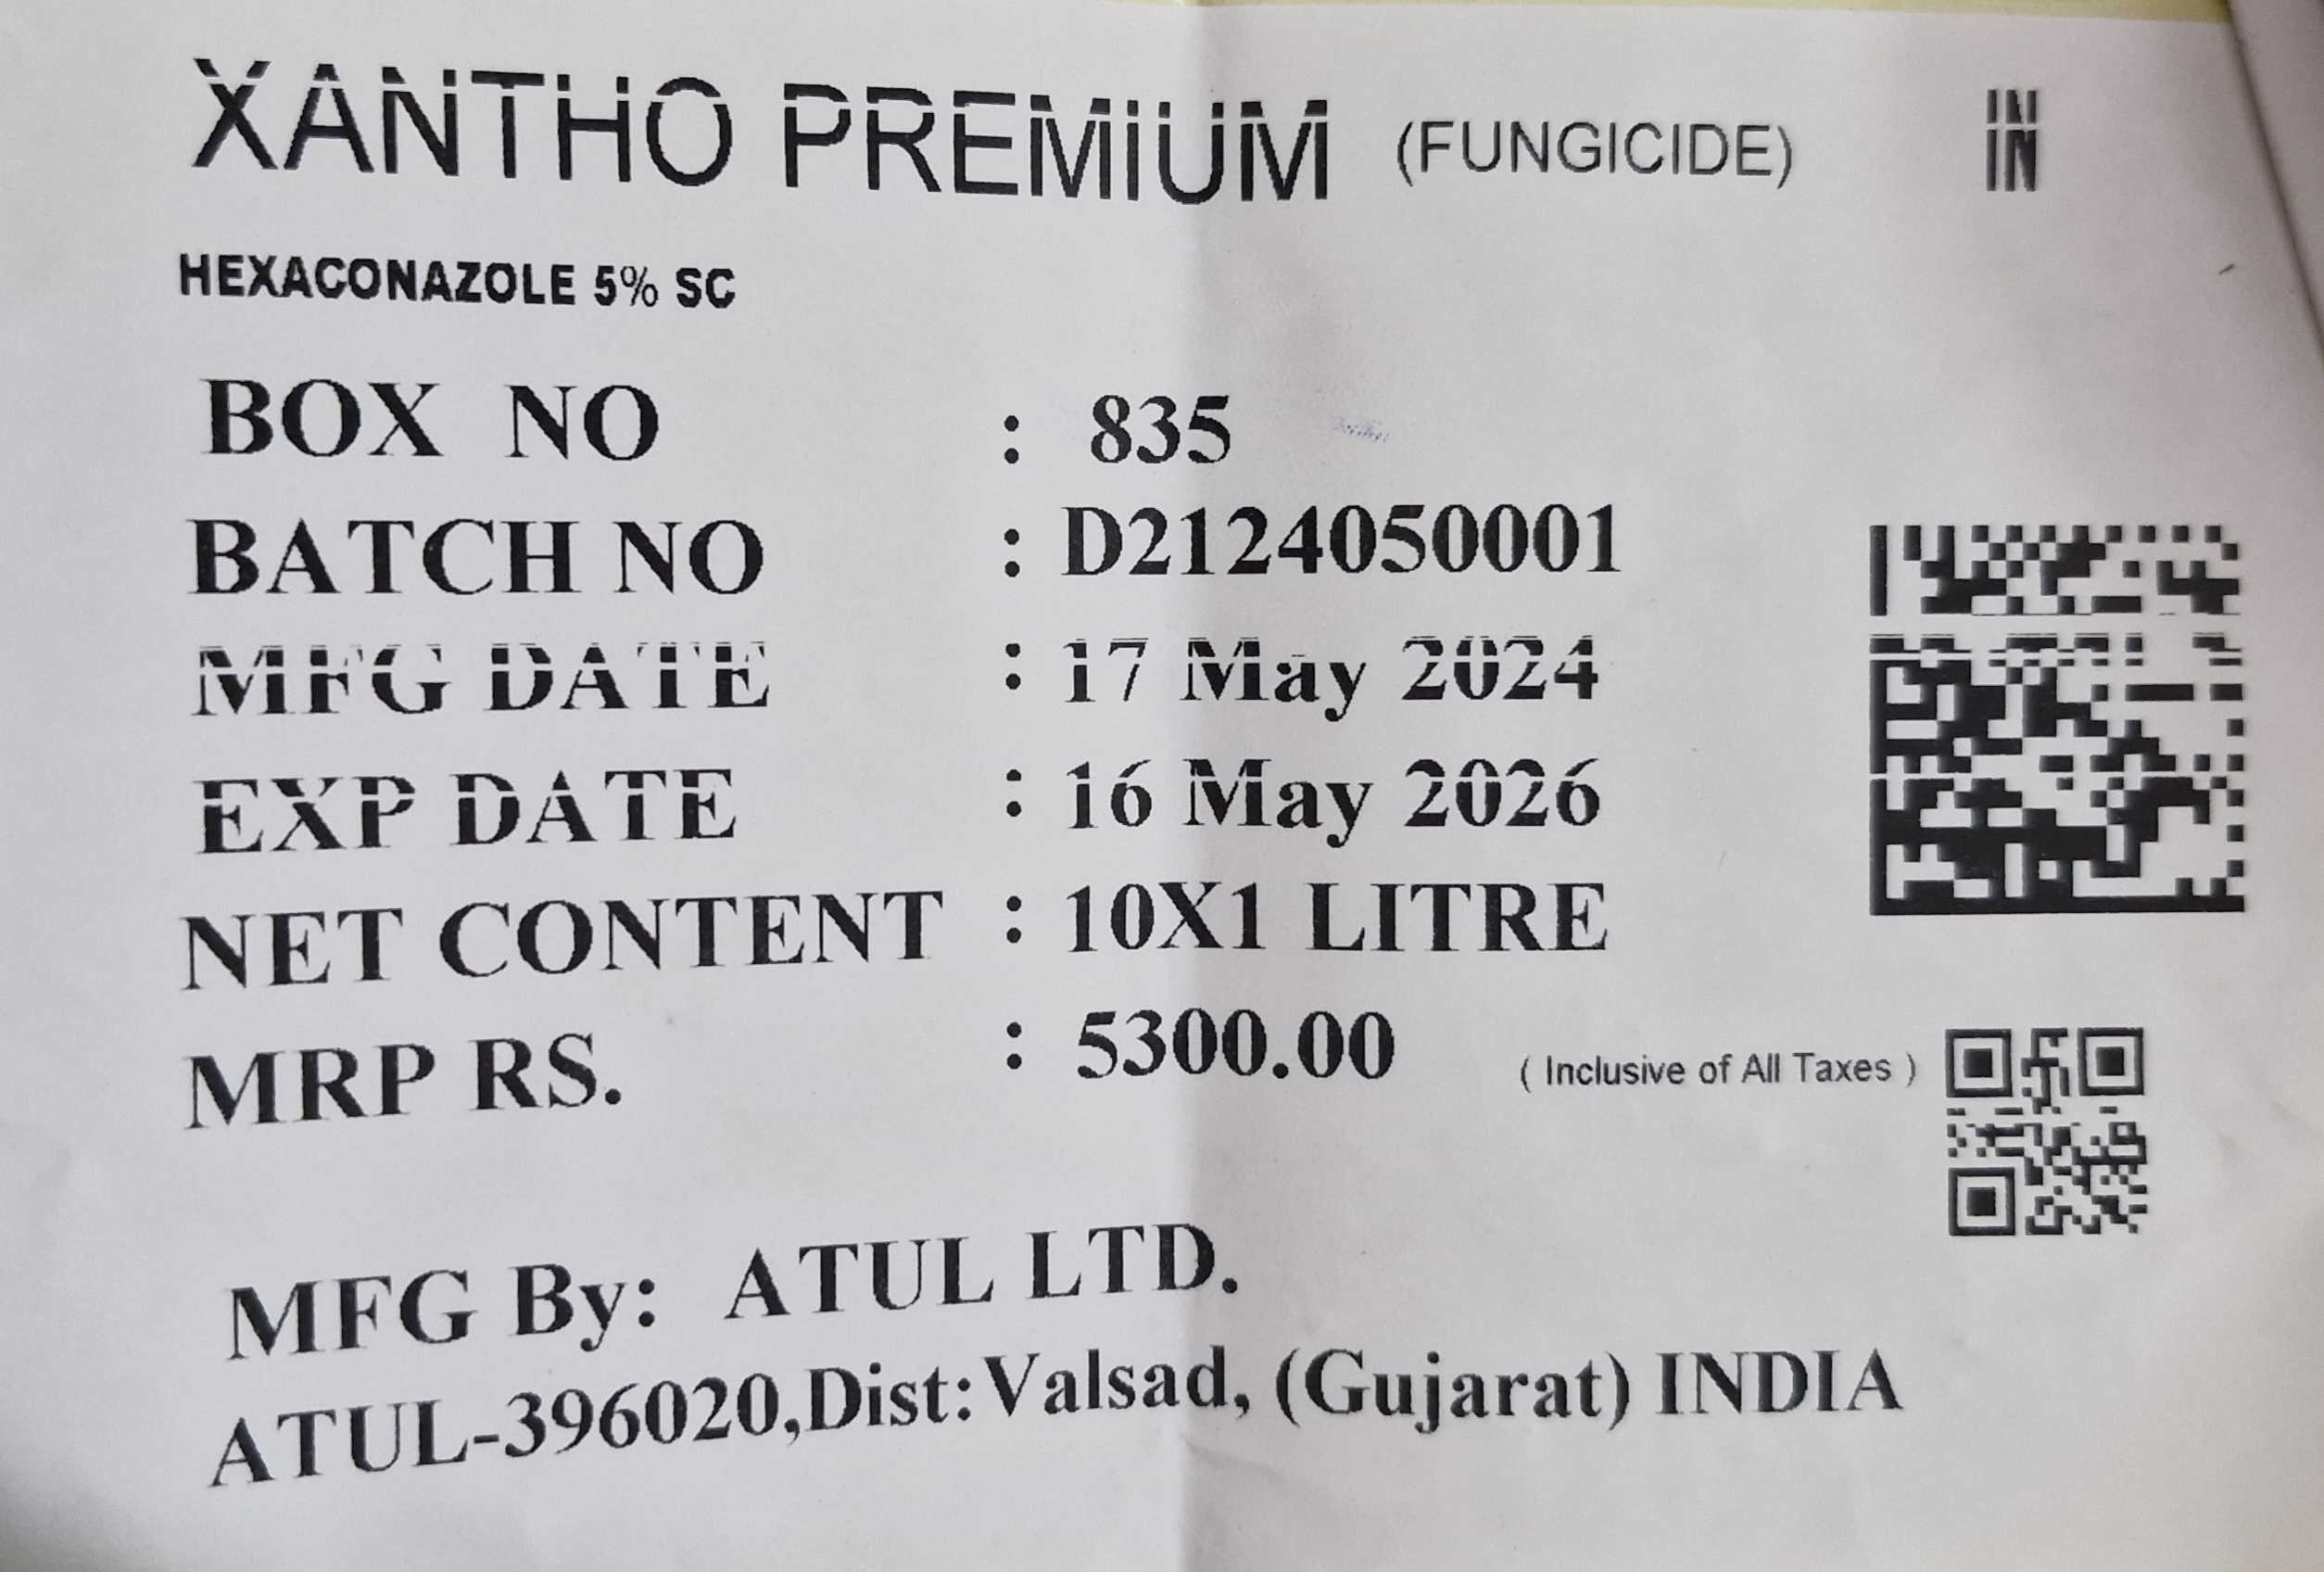 XANTHO PREMIUM (FUNGICIDE)
IN
IN
HEXACONAZOLE 5% SC
BOX NO : 835
BATCH NO : D2124050001
MFG DATE : 17 May 2024
EXP DATE : 16 May 2026
NET CONTENT : 10X1 LITRE
MRP RS. : 5300.00 ( Inclusive of All Taxes )
MFG By: ATUL LTD.
ATUL-396020,Dist:Valsad, (Gujarat) INDIA